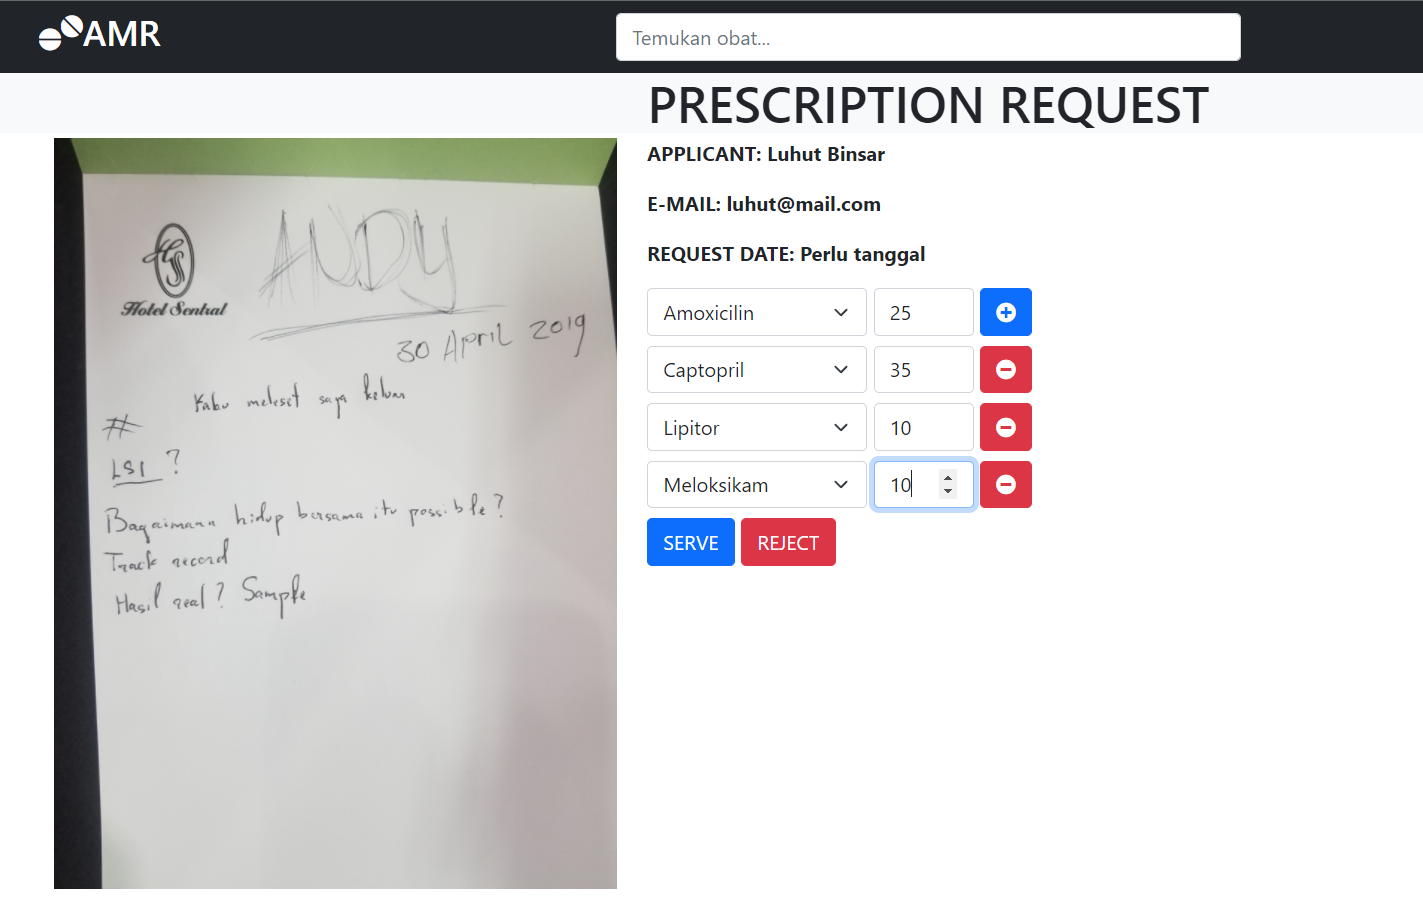 AMR
Temukan obat...
PRESCRIPTION REQUEST
APPLICANT: Luhut Binsar
E-MAIL: luhut@mail.com
REQUEST DATE: Perlu tanggal
Amoxicilin 25
Captopril 35
Lipitor 10
Meloksikam 10
SERVE REJECT
HS
Hotel Sentral
AUDY
30 April 2019
Kabu meleset saya keluar
#
LSI ?
Bagaimana hidup bersama itu possible?
Track record
Hasil real? Sample